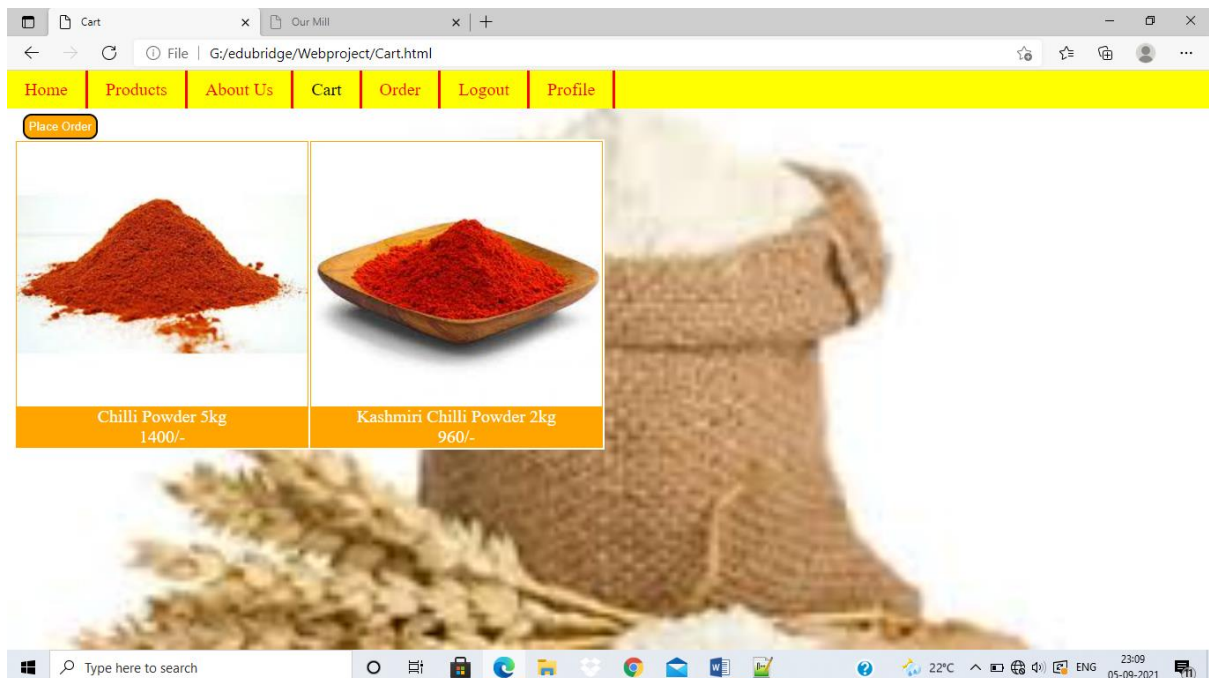 Cart
Our Mill
File G:/edubridge/Webproject/Cart.html
Home Products About Us Cart Order Logout Profile
Place Order
Chilli Powder 5kg
1400/-
Kashmiri Chilli Powder 2kg
960/-
Type here to search
22°C ENG
23:09
05-09-2021